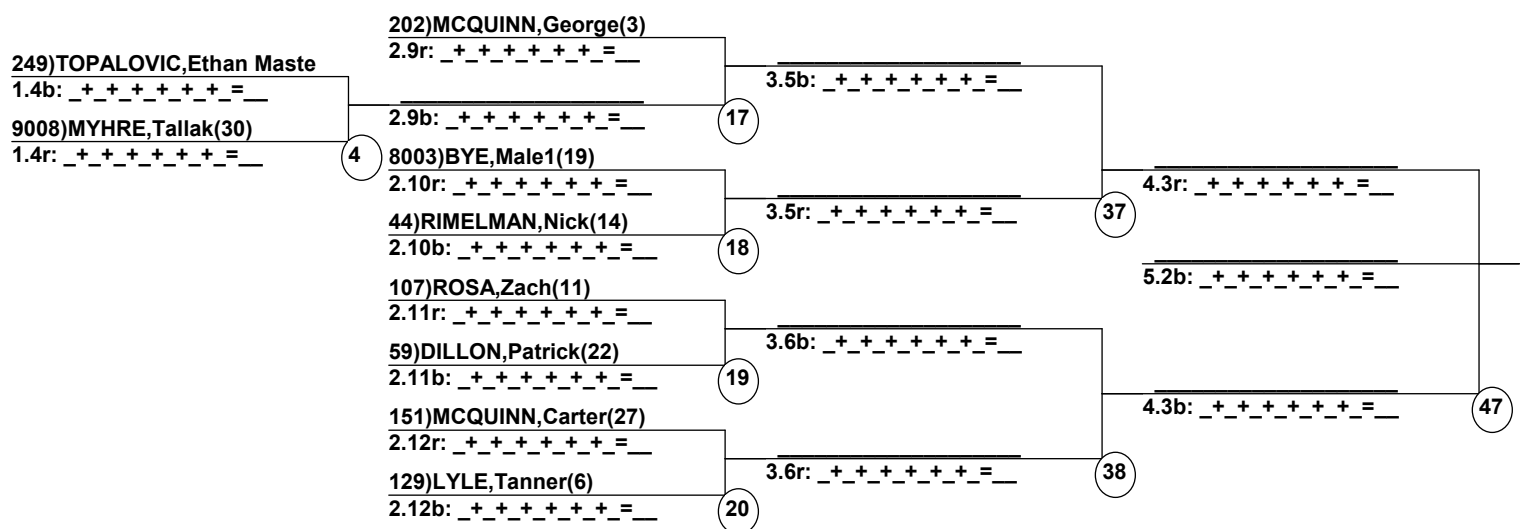 249)TOPALOVIC,Ethan Maste
1.4b: _+_+_+_+_+_=__
9008)MYHRE,Tallak(30)
1.4r: _+_+_+_+_+_=__
4
202)MCQUINN,George(3)
2.9r: _+_+_+_+_+_=__
2.9b: _+_+_+_+_+_=__
17
8003)BYE,Male1(19)
2.10r: _+_+_+_+_+_=__
44)RIMELMAN,Nick(14)
2.10b: _+_+_+_+_+_=__
18
107)ROSA,Zach(11)
2.11r: _+_+_+_+_+_=__
59)DILLON,Patrick(22)
2.11b: _+_+_+_+_+_=__
19
151)MCQUINN,Carter(27)
2.12r: _+_+_+_+_+_=__
129)LYLE,Tanner(6)
2.12b: _+_+_+_+_+_=__
20
3.5b: _+_+_+_+_+_=__
3.5r: _+_+_+_+_+_=__
37
3.6b: _+_+_+_+_+_=__
3.6r: _+_+_+_+_+_=__
38
4.3r: _+_+_+_+_+_=__
5.2b: _+_+_+_+_+_=__
4.3b: _+_+_+_+_+_=__
47